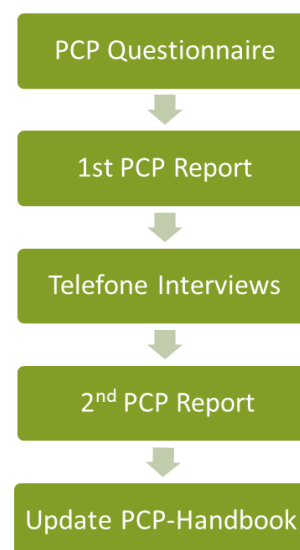 PCP Questionnaire
1st PCP Report
Telefone Interviews
2nd PCP Report
Update PCP-Handbook